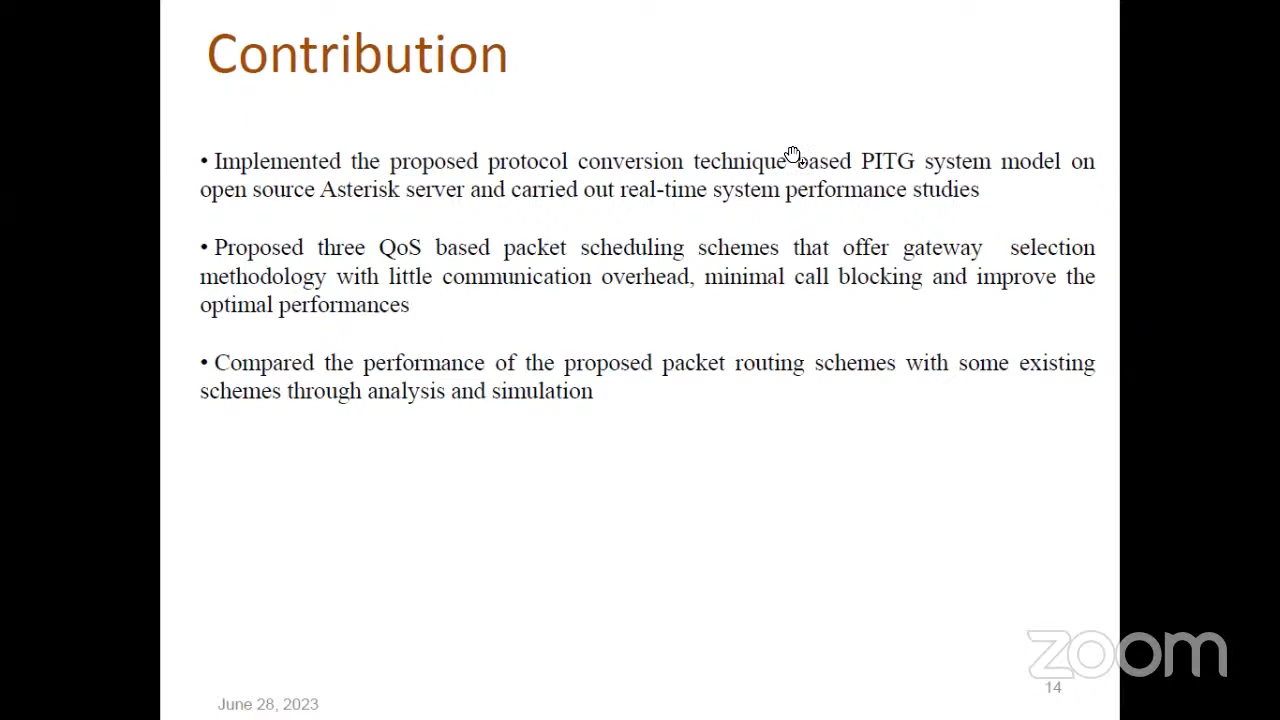 Contribution
• Implemented the proposed protocol conversion technique based PITG system model on
open source Asterisk server and carried out real-time system performance studies
• Proposed three QoS based packet scheduling schemes that offer gateway selection
methodology with little communication overhead, minimal call blocking and improve the
optimal performances
• Compared the performance of the proposed packet routing schemes with some existing
schemes through analysis and simulation
zoom
14
June 28, 2023